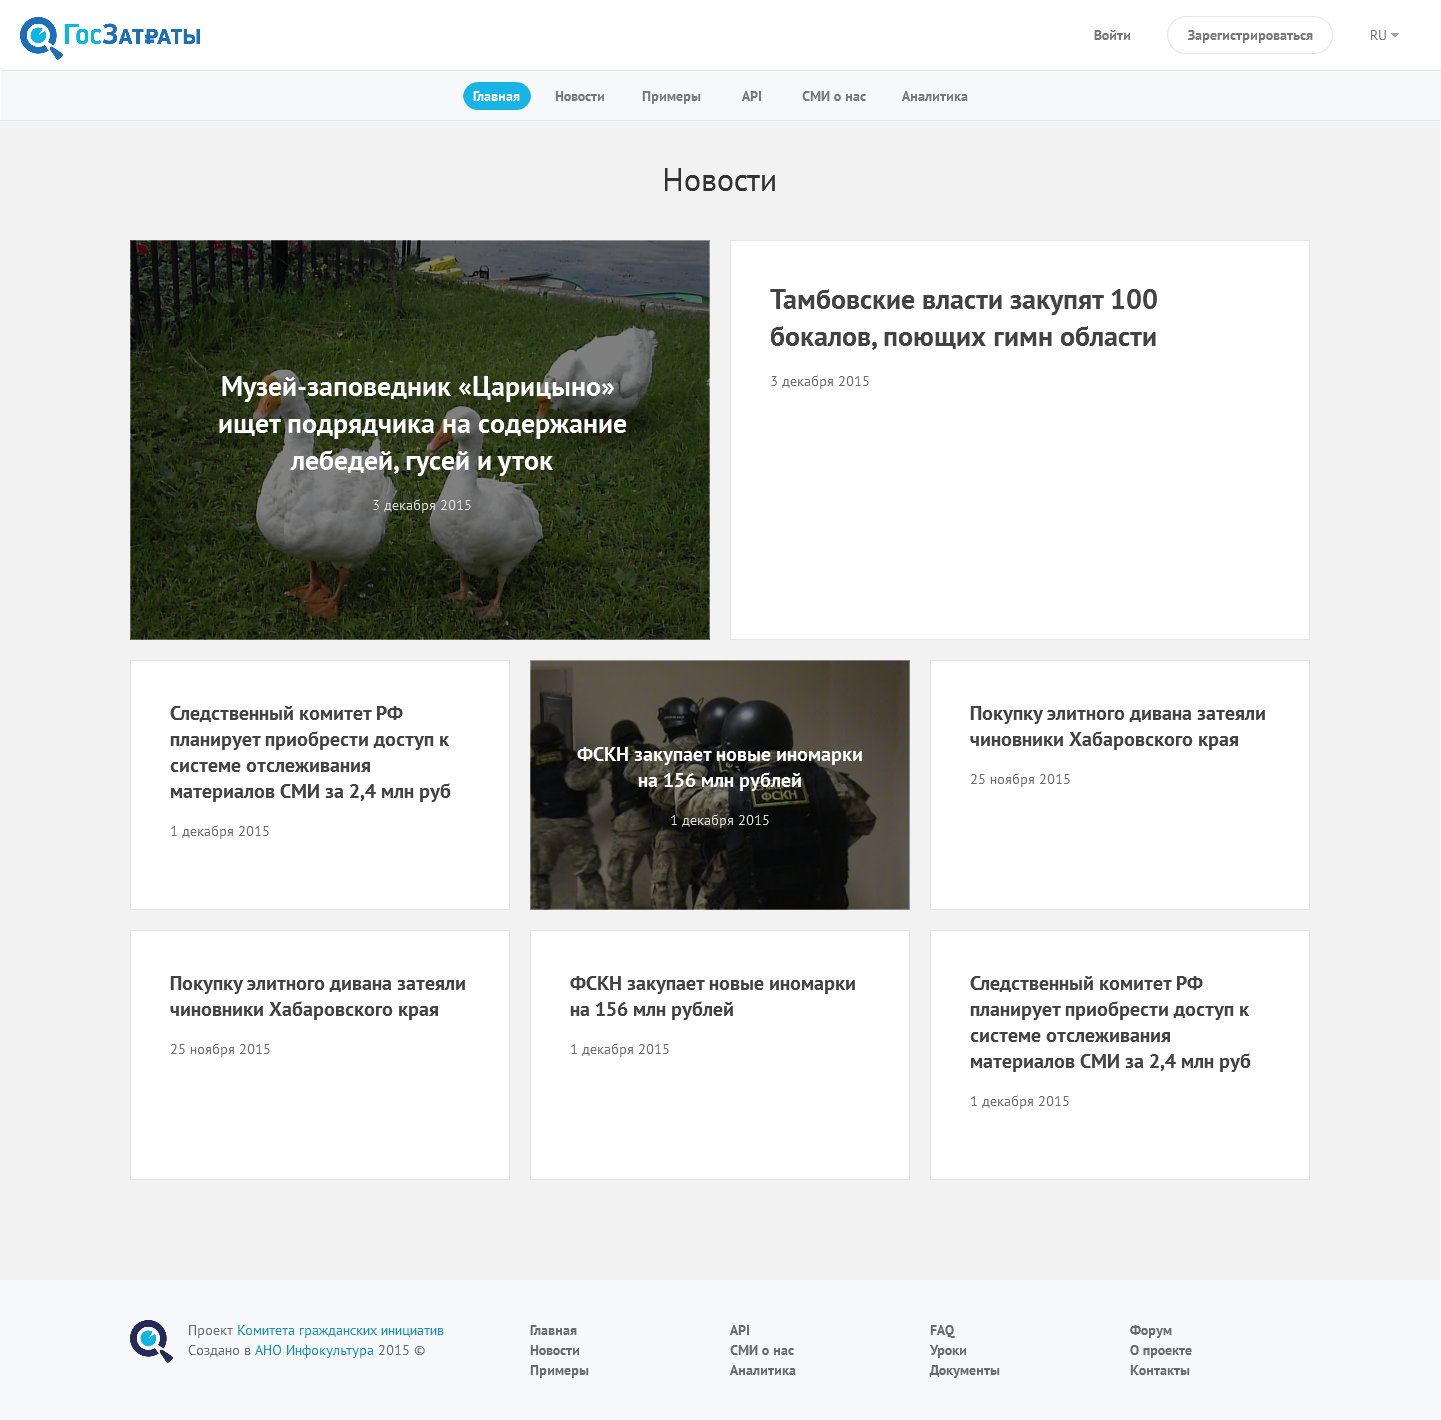 ГосЗатраты
Войти
Зарегистрироваться
RU
Главная
Новости
Примеры
API
СМИ о нас
Аналитика
Новости
Музей-заповедник «Царицыно»
ищет подрядчика на содержание
лебедей, гусей и уток
3 декабря 2015
Тамбовские власти закупят 100
бокалов, поющих гимн области
3 декабря 2015
Следственный комитет РФ
планирует приобрести доступ к
системе отслеживания
материалов СМИ за 2,4 млн руб
1 декабря 2015
ФСКН закупает новые иномарки
на 156 млн рублей
ФСКН
1 декабря 2015
Покупку элитного дивана затеяли
чиновники Хабаровского края
25 ноября 2015
Покупку элитного дивана затеяли
чиновники Хабаровского края
25 ноября 2015
ФСКН закупает новые иномарки
на 156 млн рублей
1 декабря 2015
Следственный комитет РФ
планирует приобрести доступ к
системе отслеживания
материалов СМИ за 2,4 млн руб
1 декабря 2015
Проект Комитета гражданских инициатив
Создано в АНО Инфокультура 2015 ©
Главная
Новости
Примеры
API
СМИ о нас
Аналитика
FAQ
Уроки
Документы
Форум
О проекте
Контакты